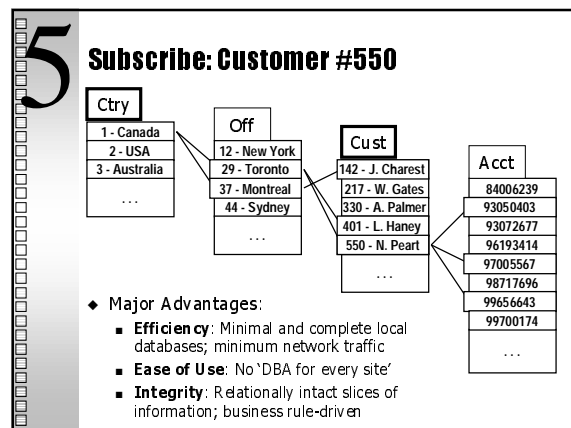 5
Subscribe: Customer #550
Ctry
1 - Canada
2 - USA
3 - Australia
...
Off
12 - New York
29 - Toronto
37 - Montreal
44 - Sydney
...
Cust
142 - J. Charest
217 - W. Gates
330 - A. Palmer
401 - L. Haney
550 - N. Peart
...
Acct
84006239
93050403
93072677
96193414
97005567
98717696
99656643
99700174
...
◆ Major Advantages:
■ Efficiency: Minimal and complete local
databases; minimum network traffic
■ Ease of Use: No ‘DBA for every site’
■ Integrity: Relationally intact slices of
information; business rule-driven